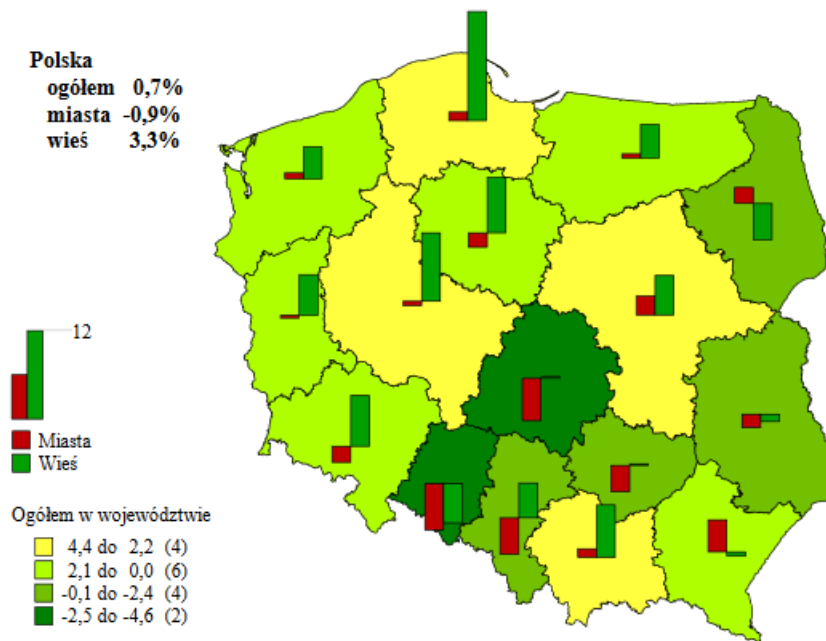 Polska
ogółem 0,7%
miasta -0,9%
wieś 3,3%
12
Miasta
Wieś
Ogółem w województwie
4,4 do 2,2 (4)
2,1 do 0,0 (6)
-0,1 do -2,4 (4)
-2,5 do -4,6 (2)